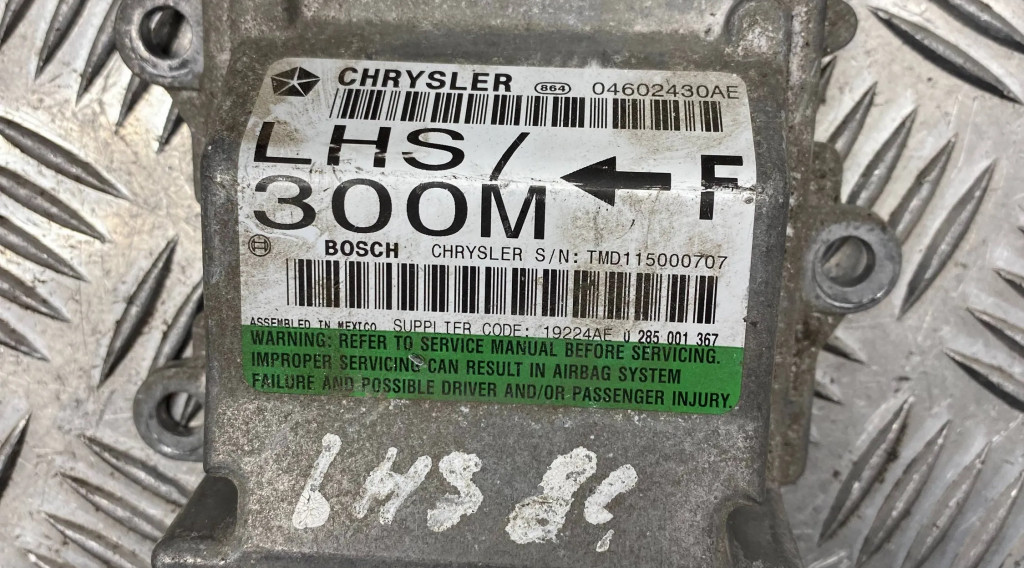 CHRYSLER 864 04602430AE
LHS/
300M
F
BOSCH CHRYSLER S/N: TMD115000707
ASSEMBLED IN MEXICO SUPPLIER CODE: 19224AE 0 285 001 367
WARNING: REFER TO SERVICE MANUAL BEFORE SERVICING.
IMPROPER SERVICING CAN RESULT IN AIRBAG SYSTEM
FAILURE AND POSSIBLE DRIVER AND/OR PASSENGER INJURY.
LHS